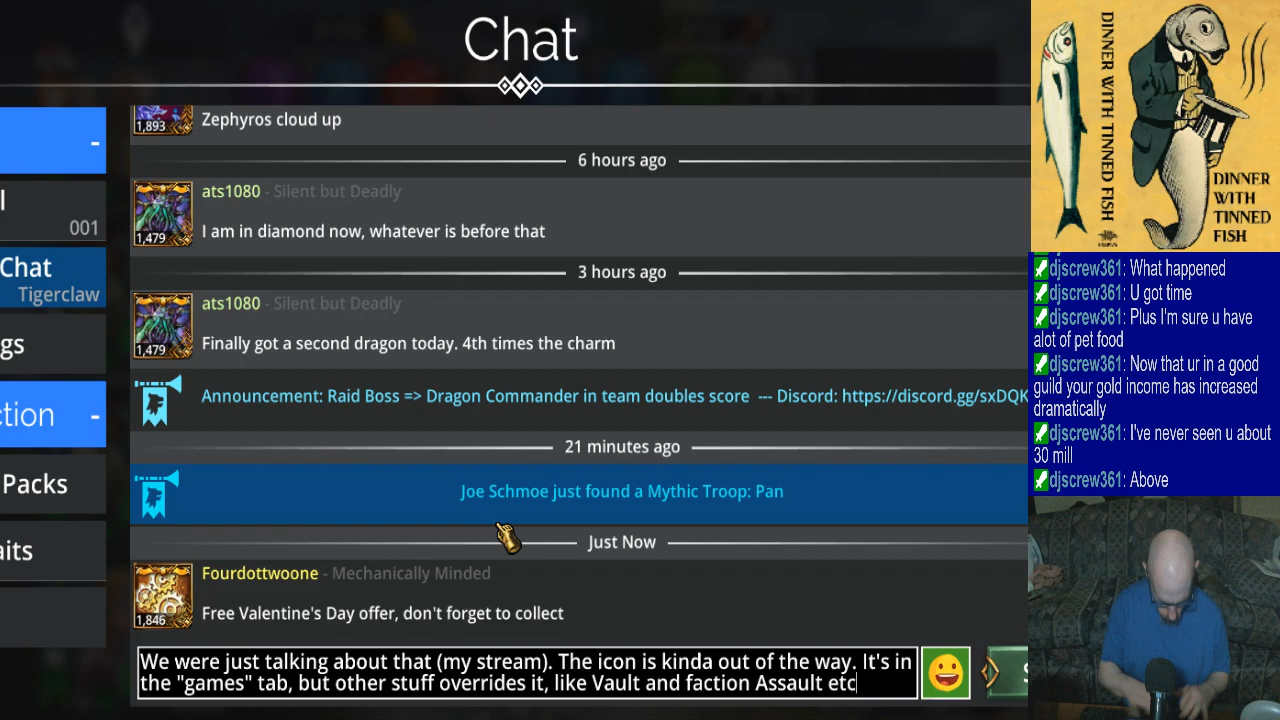 Chat
-
l
001
Chat
Tigerclaw
gs
ction -
Packs
aits
1,893
Zephyros cloud up
6 hours ago
ats1080 - Silent but Deadly
1,479
I am in diamond now, whatever is before that
3 hours ago
ats1080 - Silent but Deadly
1,479
Finally got a second dragon today. 4th times the charm
Announcement: Raid Boss => Dragon Commander in team doubles score --- Discord: https://discord.gg/sxDQK
21 minutes ago
Joe Schmoe just found a Mythic Troop: Pan
Just Now
Fourdottwoone - Mechanically Minded
1,846
Free Valentine's Day offer, don't forget to collect
We were just talking about that (my stream). The icon is kinda out of the way. It's in
the "games" tab, but other stuff overrides it, like Vault and faction Assault etc
S
DINNER WITH TINNED FISH
DINNER
WITH
TINNED
FISH
djscrew361: What happened
djscrew361: U got time
djscrew361: Plus I'm sure u have
alot of pet food
djscrew361: Now that ur in a good
guild your gold income has increased
dramatically
djscrew361: I've never seen u about
30 mill
djscrew361: Above